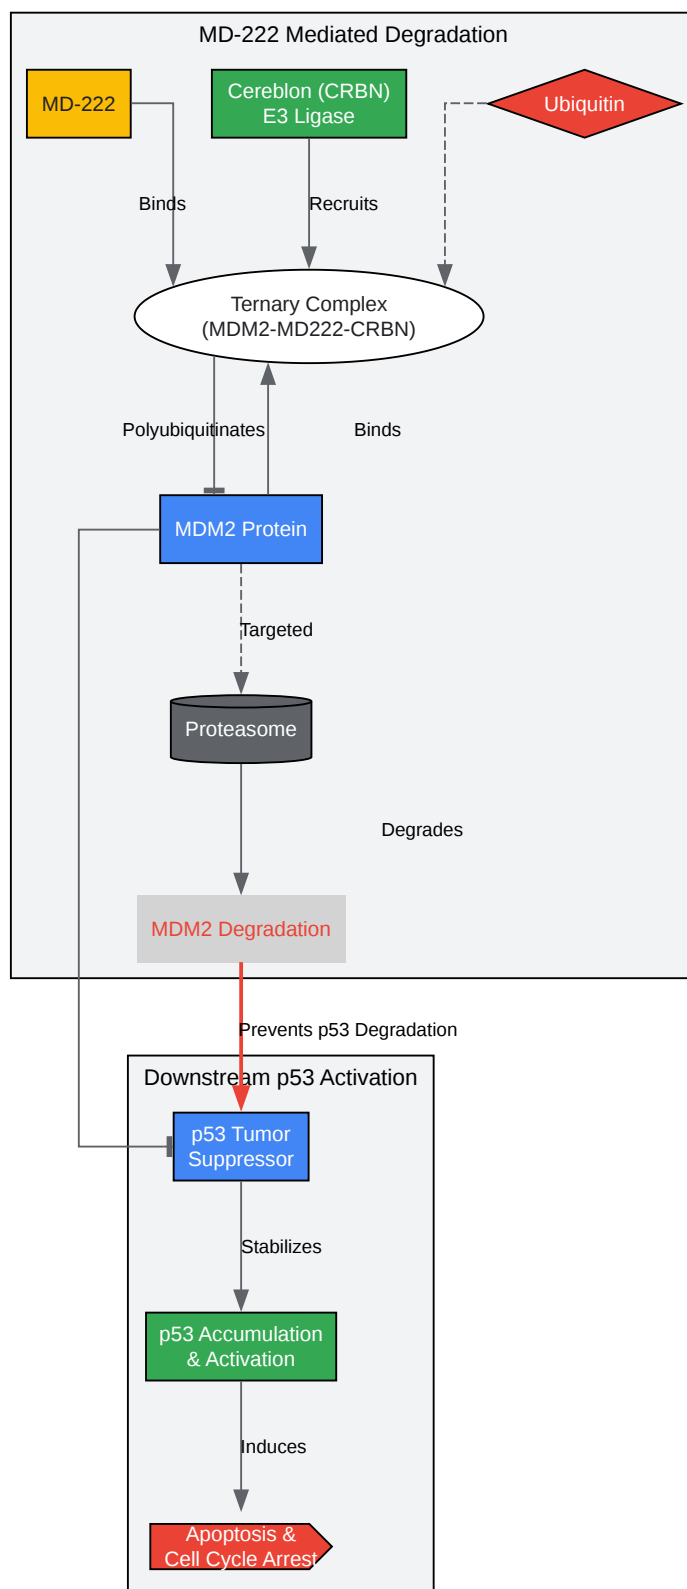 MD-222 Mediated Degradation
MD-222
Cereblon (CRBN)
E3 Ligase
Ubiquitin
Binds
Recruits
Ternary Complex
(MDM2-MD222-CRBN)
Polyubiquitinates
Binds
MDM2 Protein
Targeted
Proteasome
Degrades
MDM2 Degradation
Prevents p53 Degradation
Downstream p53 Activation
p53 Tumor
Suppressor
Stabilizes
p53 Accumulation
& Activation
Induces
Apoptosis &
Cell Cycle Arrest